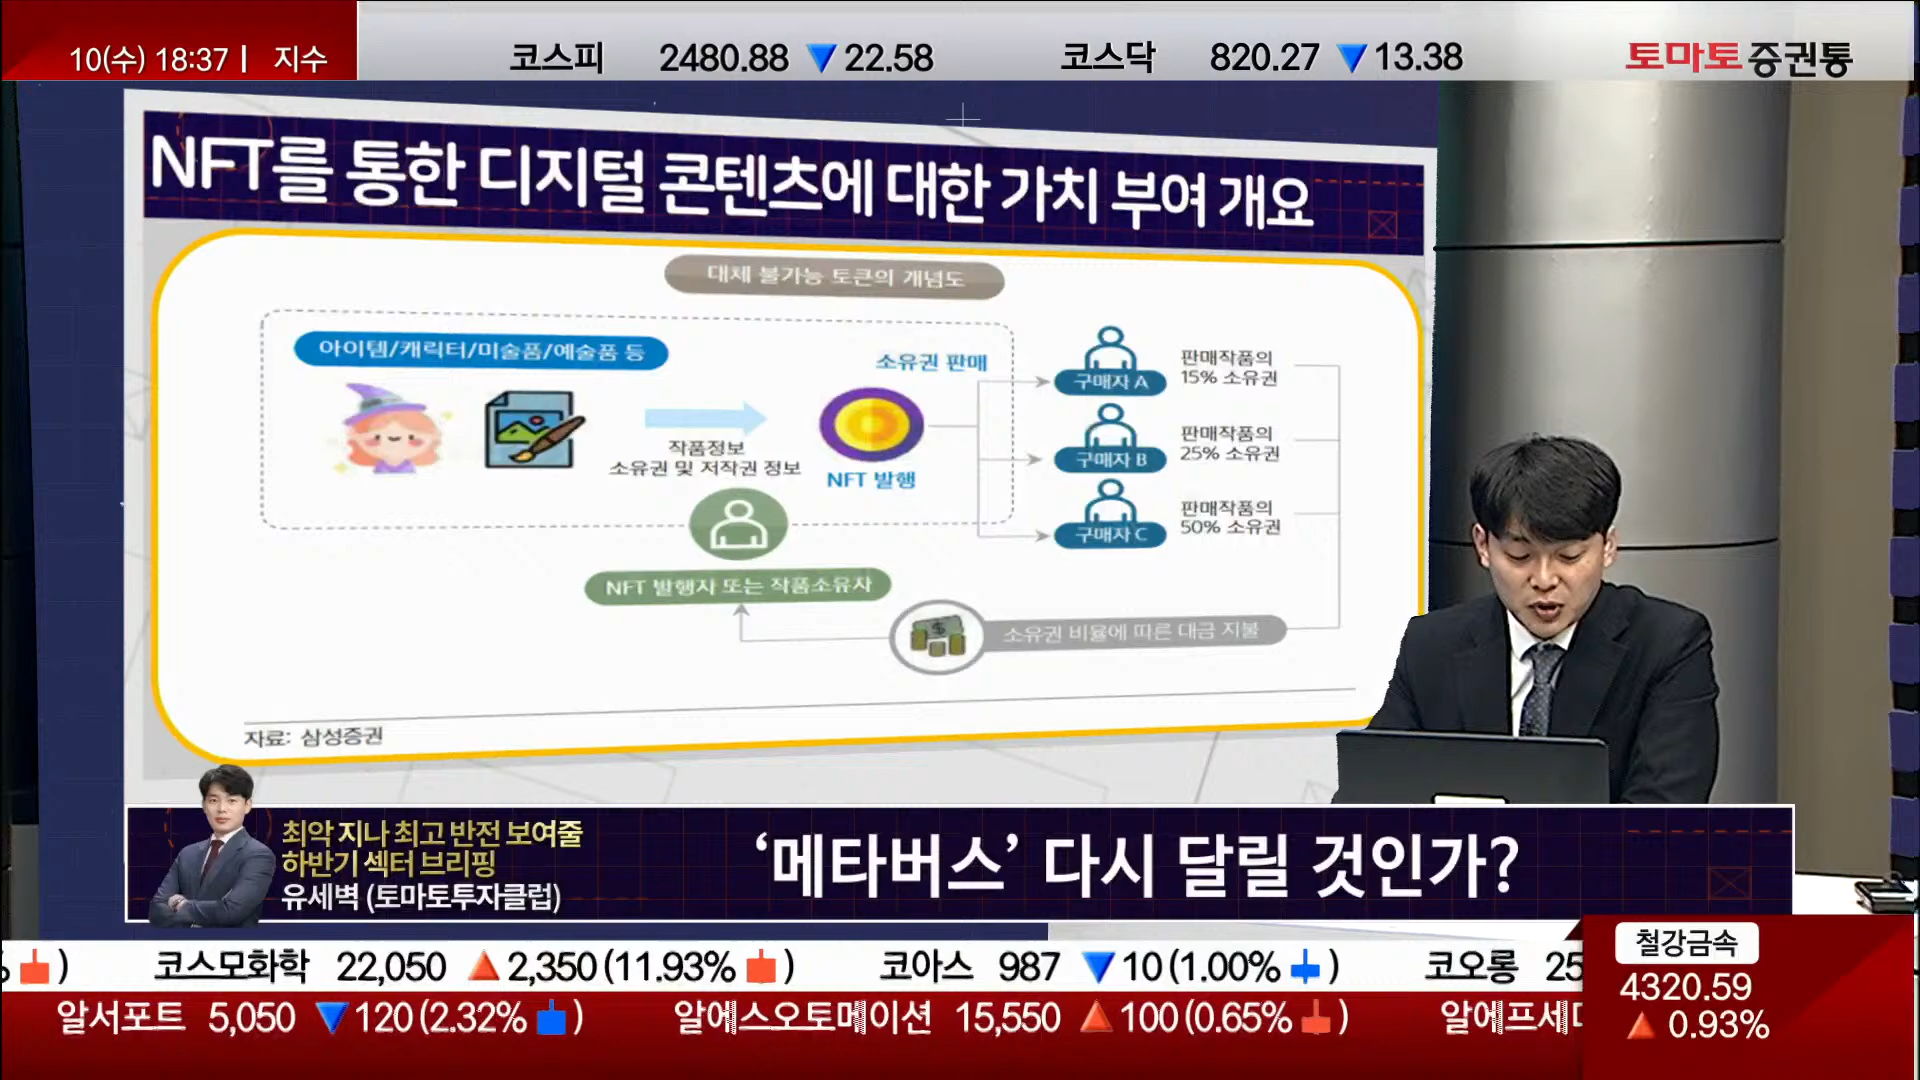 10(수) 18:37 | 지수
코스피 2480.88 ▼22.58 코스닥 820.27 ▼13.38
토마토증권통
NFT를 통한 디지털 콘텐츠에 대한 가치 부여 개요
대체 불가능 토큰의 개념도
아이템/캐릭터/미술품/예술품 등
작품정보
소유권 및 저작권 정보
소유권 판매
NFT 발행
구매자 A
판매작품의
15% 소유권
구매자 B
판매작품의
25% 소유권
구매자 C
판매작품의
50% 소유권
NFT 발행자 또는 작품소유자
소유권 비율에 따른 대금 지불
자료: 삼성증권
최악 지나 최고 반전 보여줄
하반기 섹터 브리핑
유세벽 (토마토투자클럽)
‘메타버스’ 다시 달릴 것인가?
) 코스모화학 22,050 ▲2,350(11.93% ) 코아스 987 ▼10(1.00% ) 코오롱 25
알서포트 5,050 ▼120(2.32% ) 알에스오토메이션 15,550 ▲100(0.65% ) 알에프세
철강금속
4320.59
▲ 0.93%